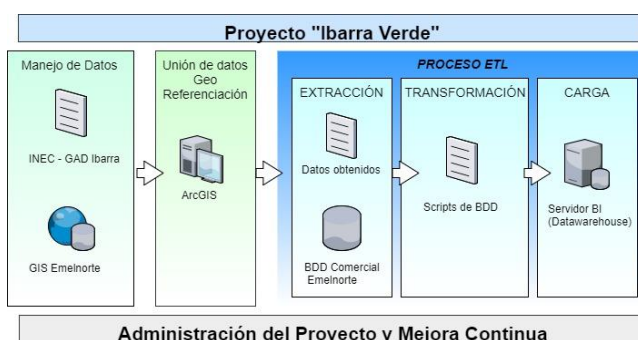 Proyecto "Ibarra Verde"
Manejo de Datos
INEC - GAD Ibarra
GIS Emelnorte
Unión de datos
Geo
Referenciación
ArcGIS
PROCESO ETL
EXTRACCIÓN
Datos obtenidos
BDD Comercial
Emelnorte
TRANSFORMACIÓN
Scripts de BDD
CARGA
Servidor BI
(Datawarehouse)
Administración del Proyecto y Mejora Continua